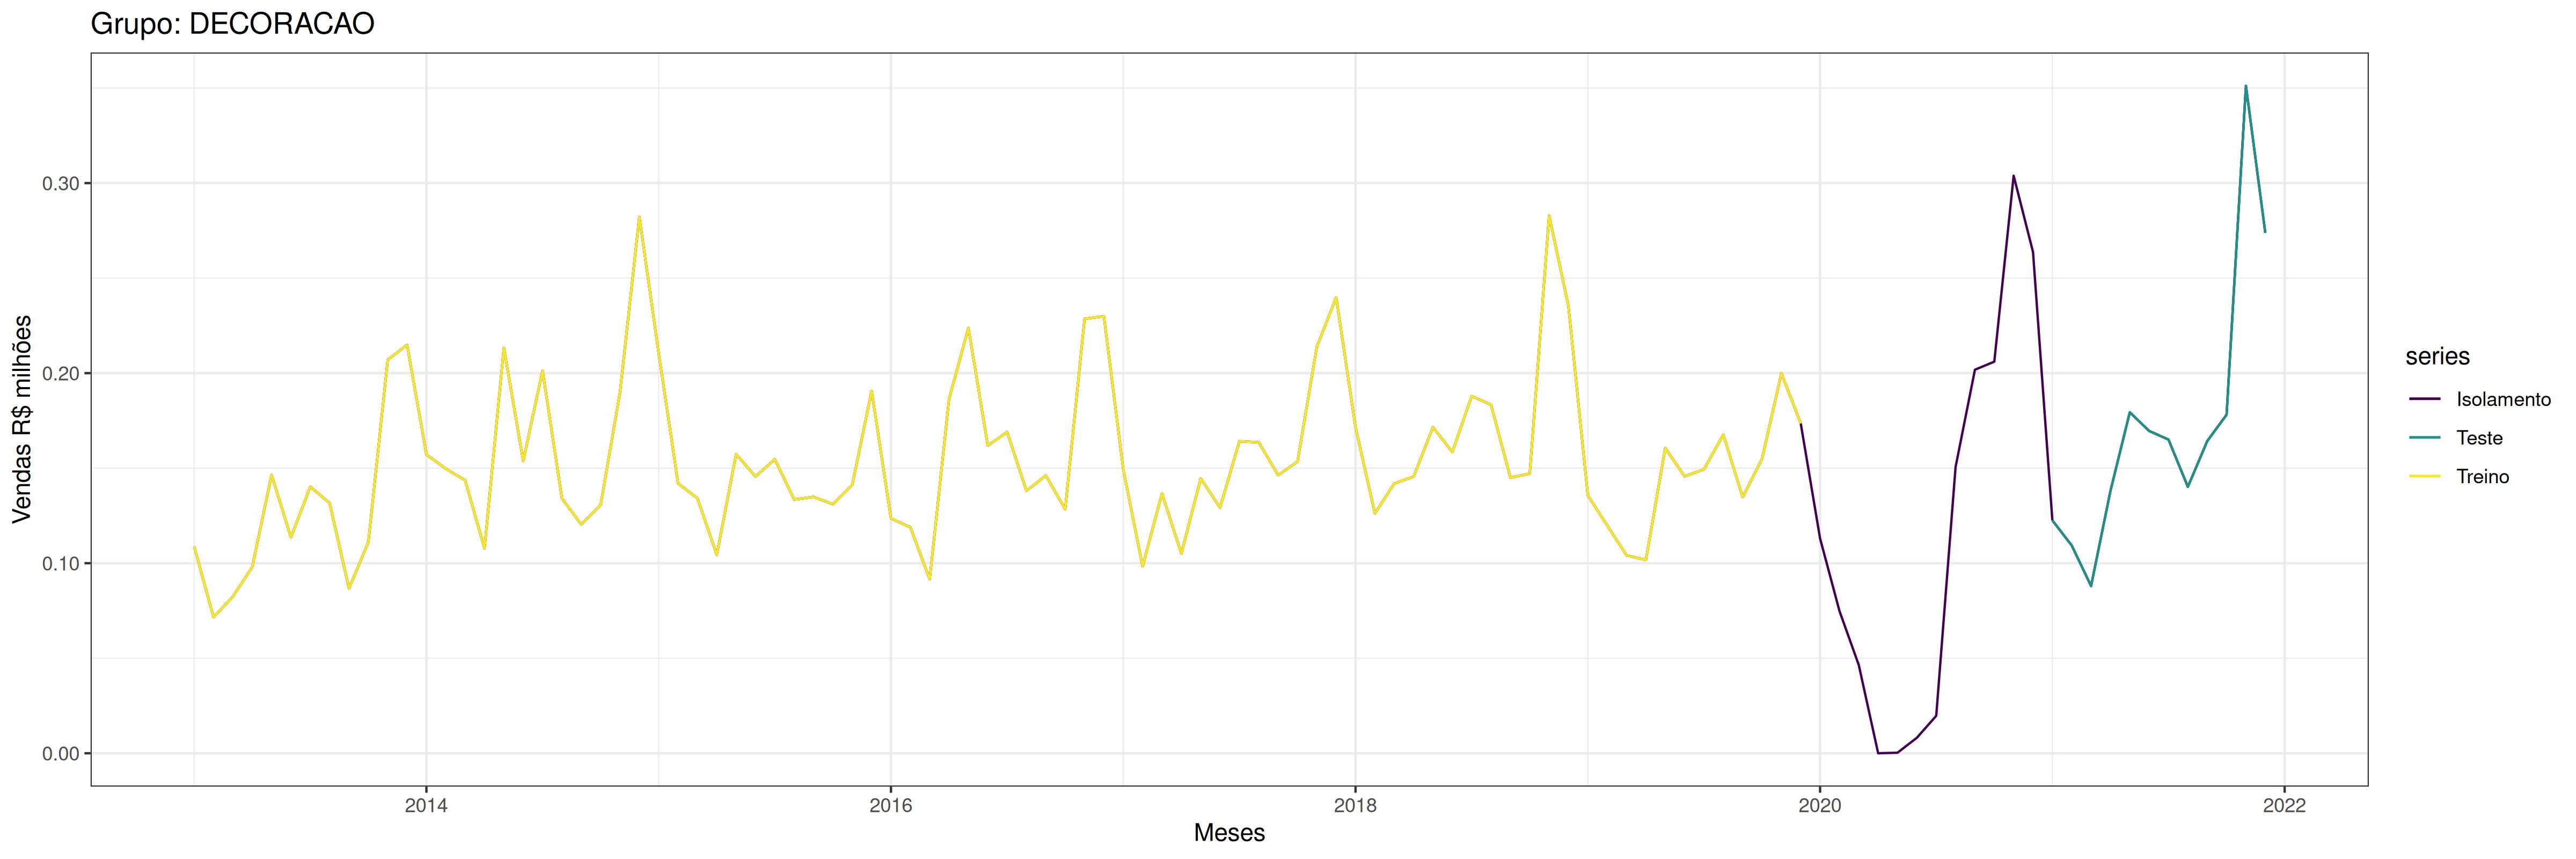 Grupo: DECORACAO
Vendas R$ milhões
0.30
0.20
0.10
0.00
2014
2016
2018
2020
2022
Meses
series
Isolamento
Teste
Treino